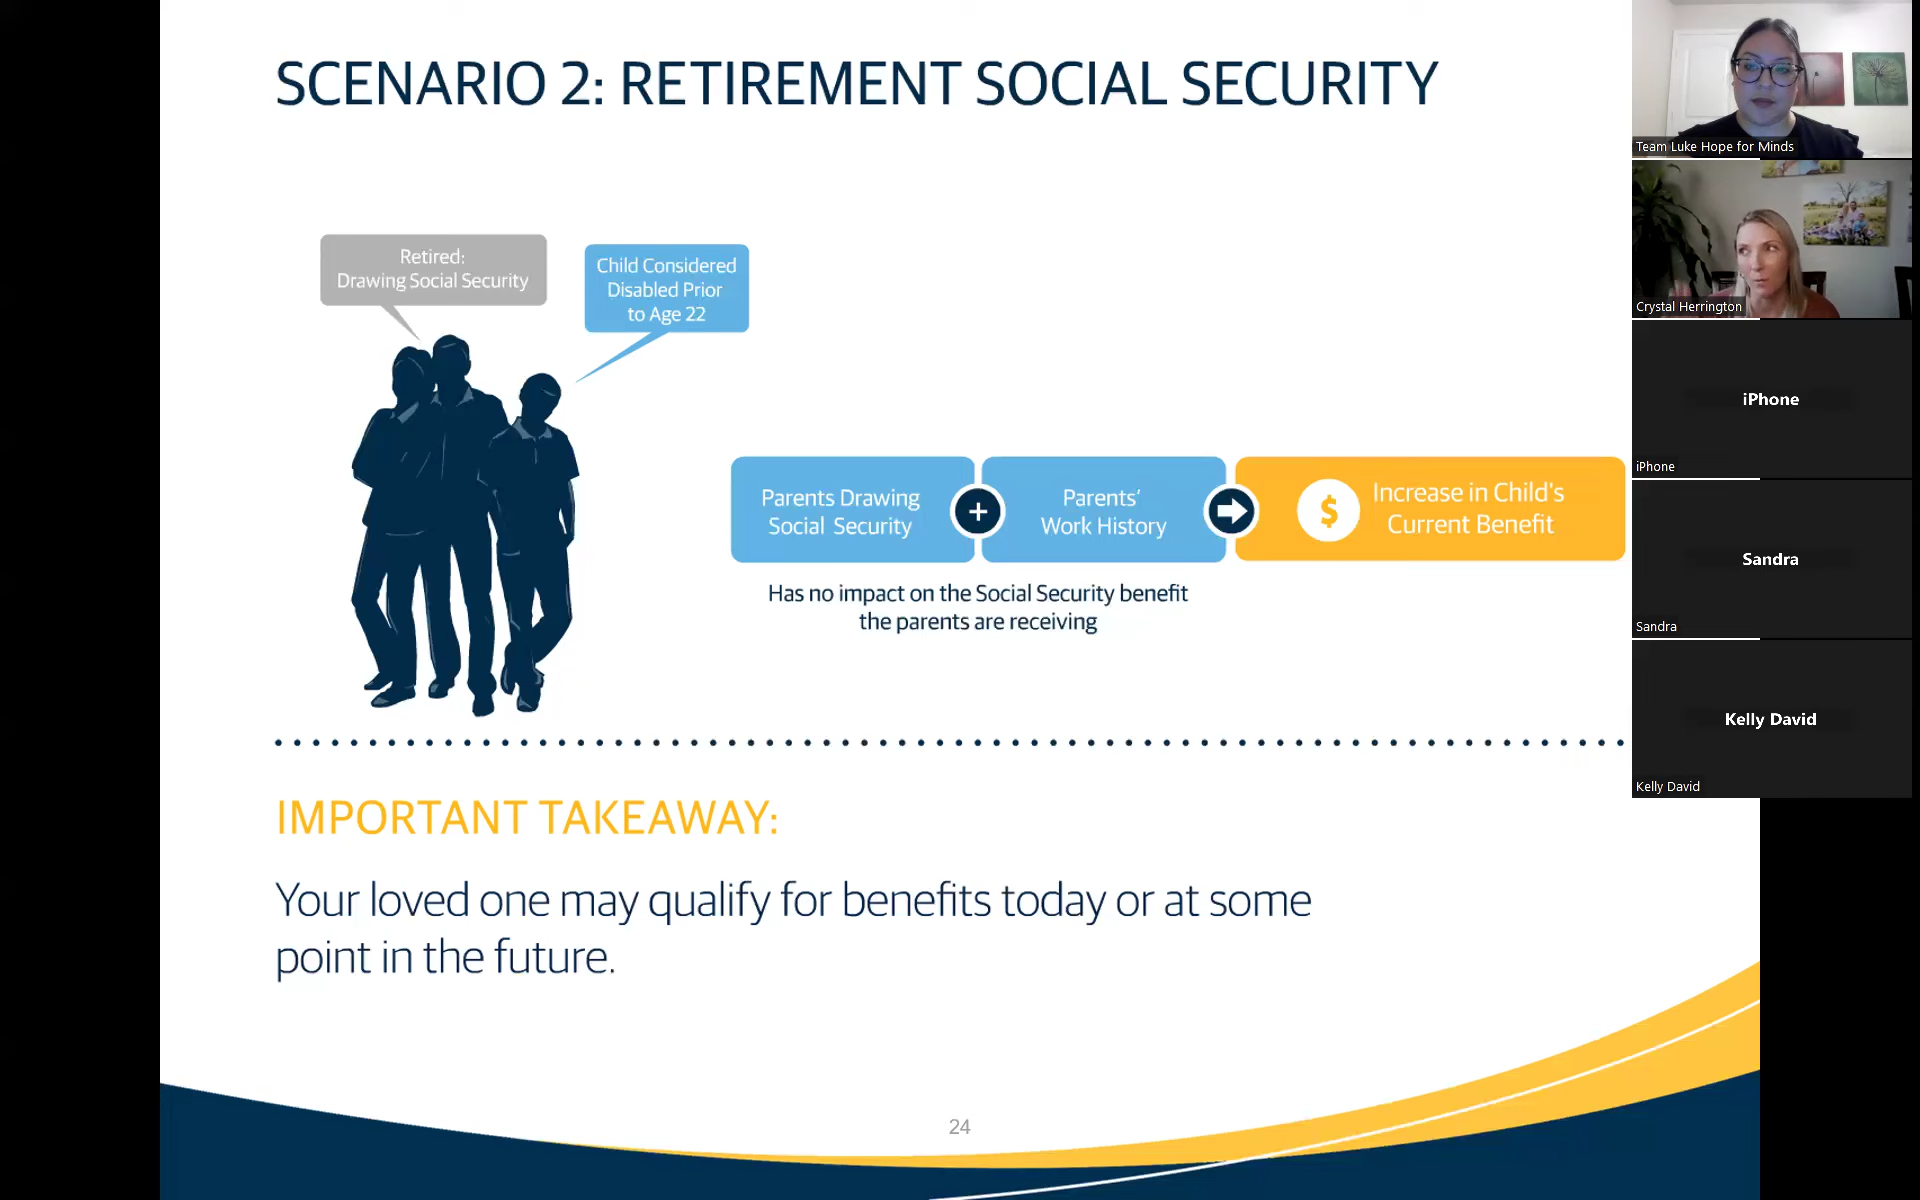 SCENARIO 2: RETIREMENT SOCIAL SECURITY
Retired:
Drawing Social Security
Child Considered
Disabled Prior
to Age 22
Parents Drawing
Social Security
+
Parents'
Work History
$
Increase in Child's
Current Benefit
Has no impact on the Social Security benefit
the parents are receiving
IMPORTANT TAKEAWAY:
Your loved one may qualify for benefits today or at some
point in the future.
24
Team Luke Hope for Minds
Crystal Herrington
iPhone
iPhone
Sandra
Sandra
Kelly David
Kelly David